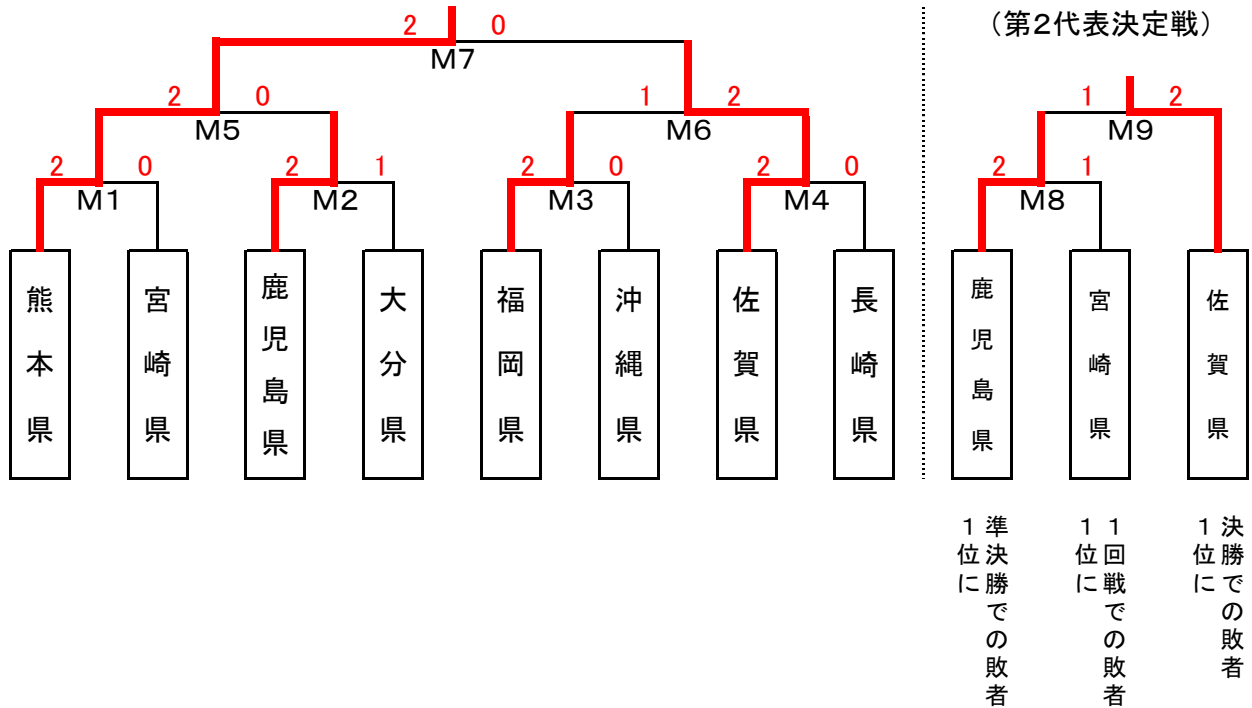 2 0
M7
(第2代表決定戦)
2 0
M5
1 2
M6
1 2
M9
2 0
M1
2 1
M2
2 0
M3
2 0
M4
2 1
M8
熊本県
宮崎県
鹿児島県
大分県
福岡県
沖縄県
佐賀県
長崎県
鹿児島県
宮崎県
佐賀県
準決勝での敗者
1位に
1回戦での敗者
1位に
決勝での敗者
1位に